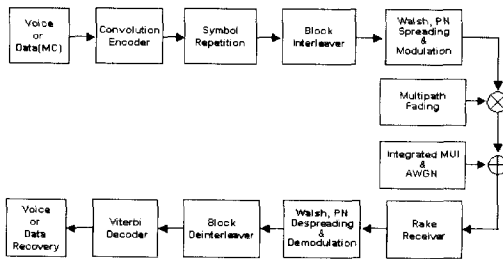 Voice
or
Data(MC)
Convolution
Encoder
Symbol
Repetition
Block
Interleaver
Walsh, PN
Spreading
&
Modulation
Multipath
Fading
Integrated MUI
&
AWGN
Voice
or
Data
Recovery
Viterbi
Decoder
Block
Deinterleaver
Walsh, PN
Despreading
&
Demodulation
Rake
Receiver